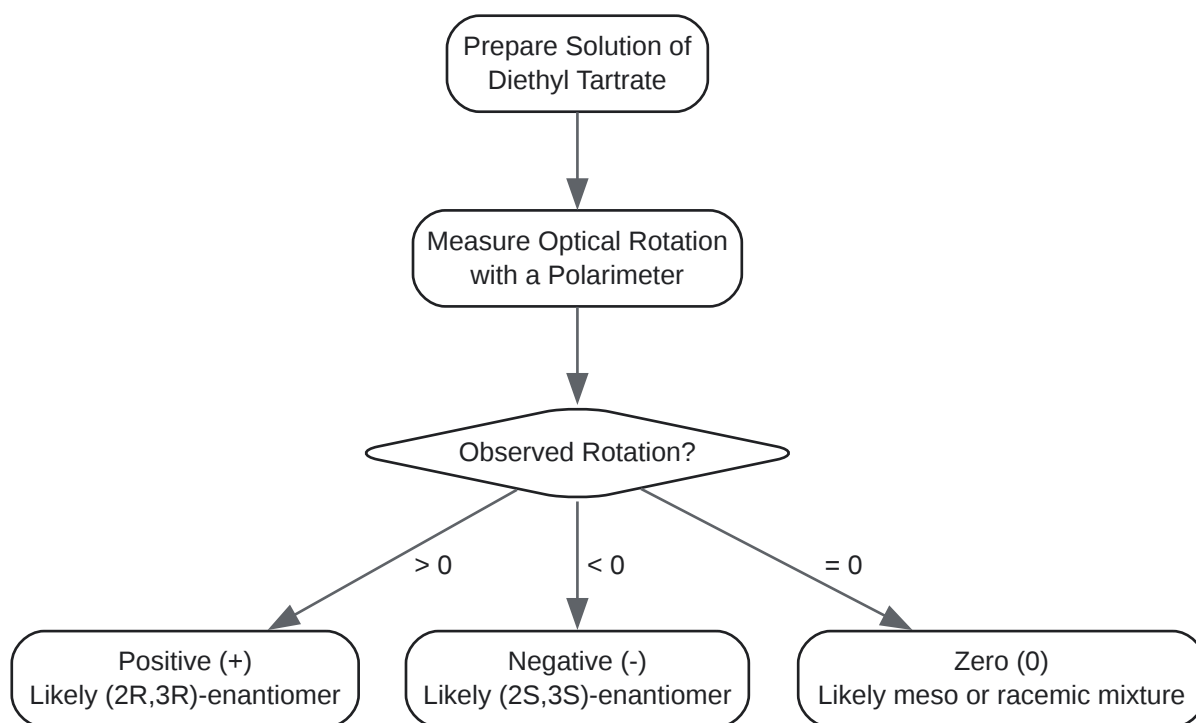 Prepare Solution of
Diethyl Tartrate
Measure Optical Rotation
with a Polarimeter
Observed Rotation?
> 0
< 0
= 0
Positive (+)
Likely (2R,3R)-enantiomer
Negative (-)
Likely (2S,3S)-enantiomer
Zero (0)
Likely meso or racemic mixture